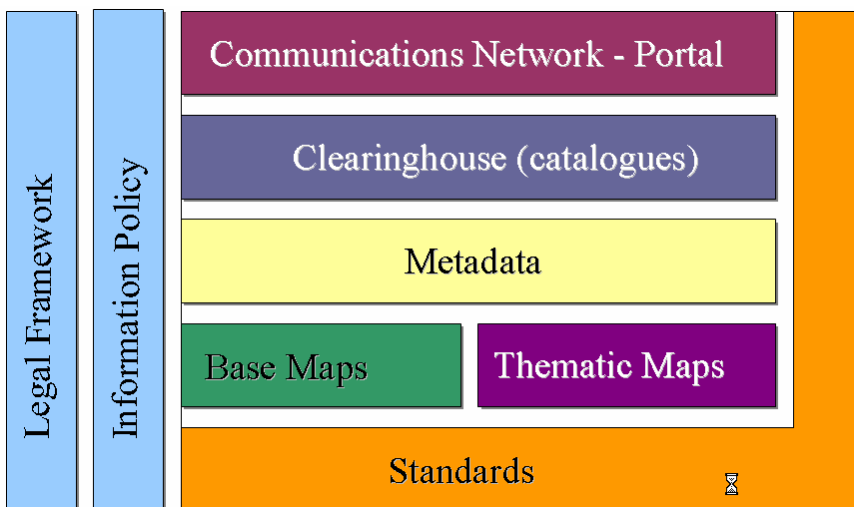 Legal Framework
Information Policy
Communications Network - Portal
Clearinghouse (catalogues)
Metadata
Base Maps
Thematic Maps
Standards